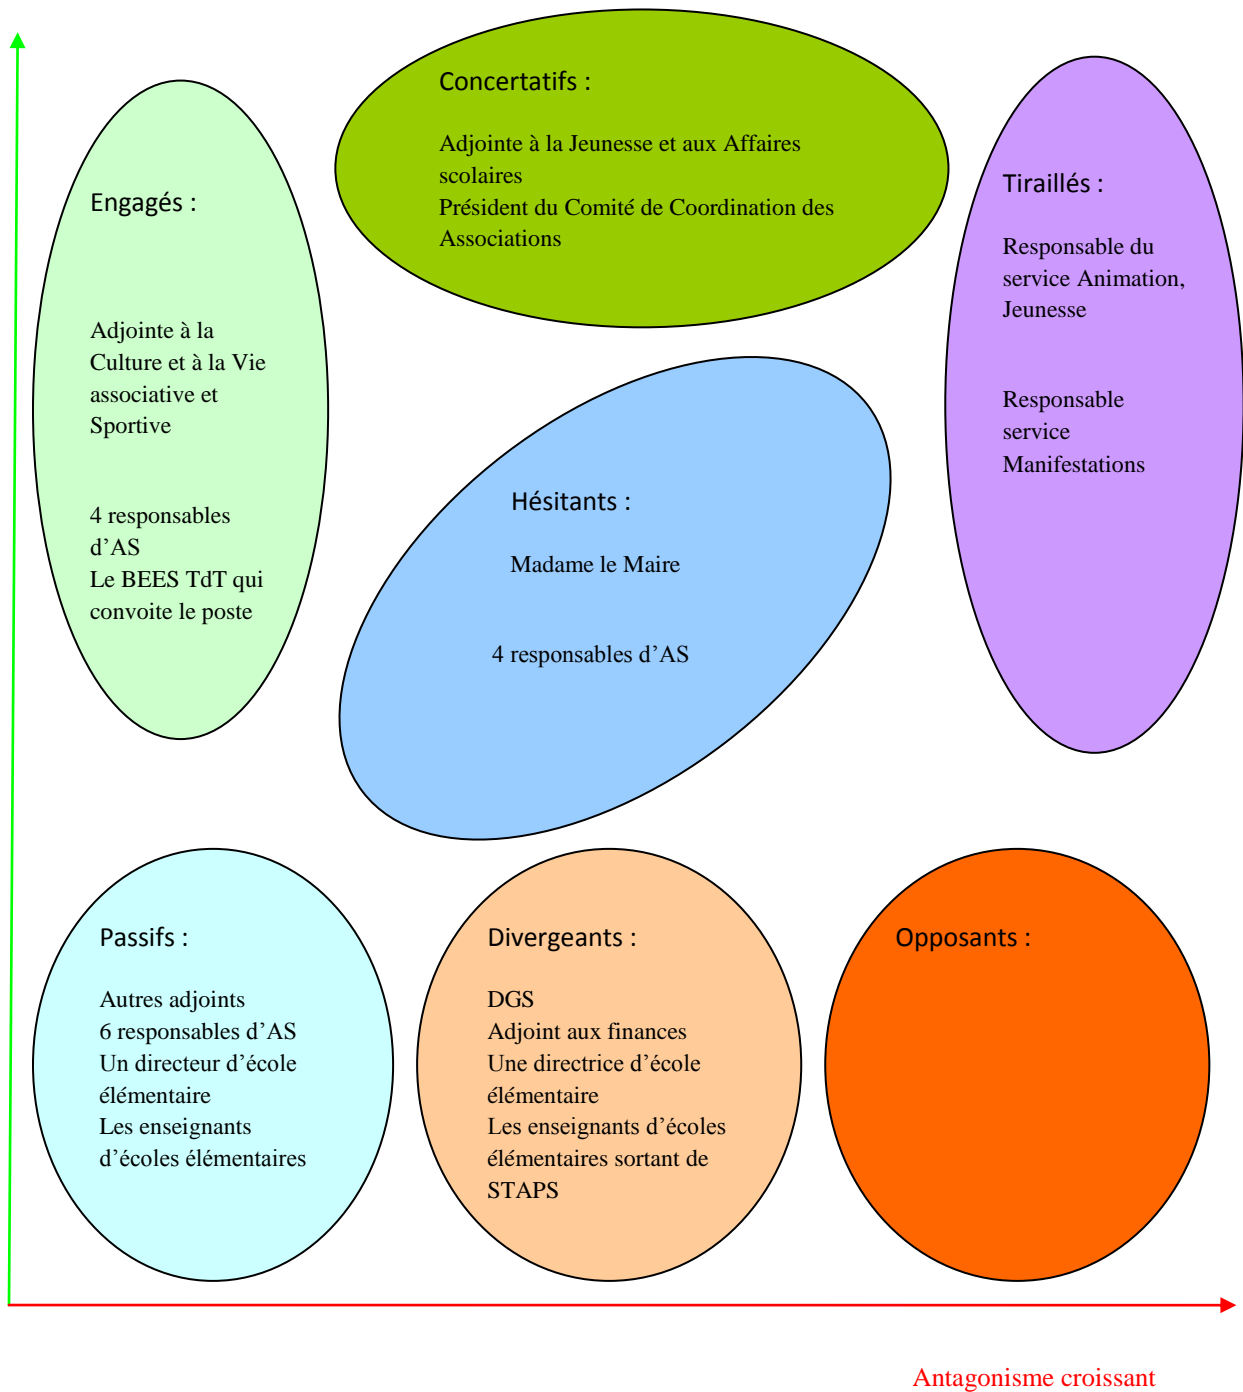 Concertatifs :
Adjointe à la Jeunesse et aux Affaires
scolaires
Président du Comité de Coordination des
Associations
Engagés :
Adjointe à la
Culture et à la Vie
associative et
Sportive
4 responsables
d’AS
Le BEES TdT qui
convoite le poste
Tiraillés :
Responsable du
service Animation,
Jeunesse
Responsable
service
Manifestations
Hésitants :
Madame le Maire
4 responsables d’AS
Passifs :
Autres adjoints
6 responsables d’AS
Un directeur d’école
élémentaire
Les enseignants
d’écoles élémentaires
Divergeants :
DGS
Adjoint aux finances
Une directrice d’école
élémentaire
Les enseignants d’écoles
élémentaires sortant de
STAPS
Opposants :
Antagonisme croissant